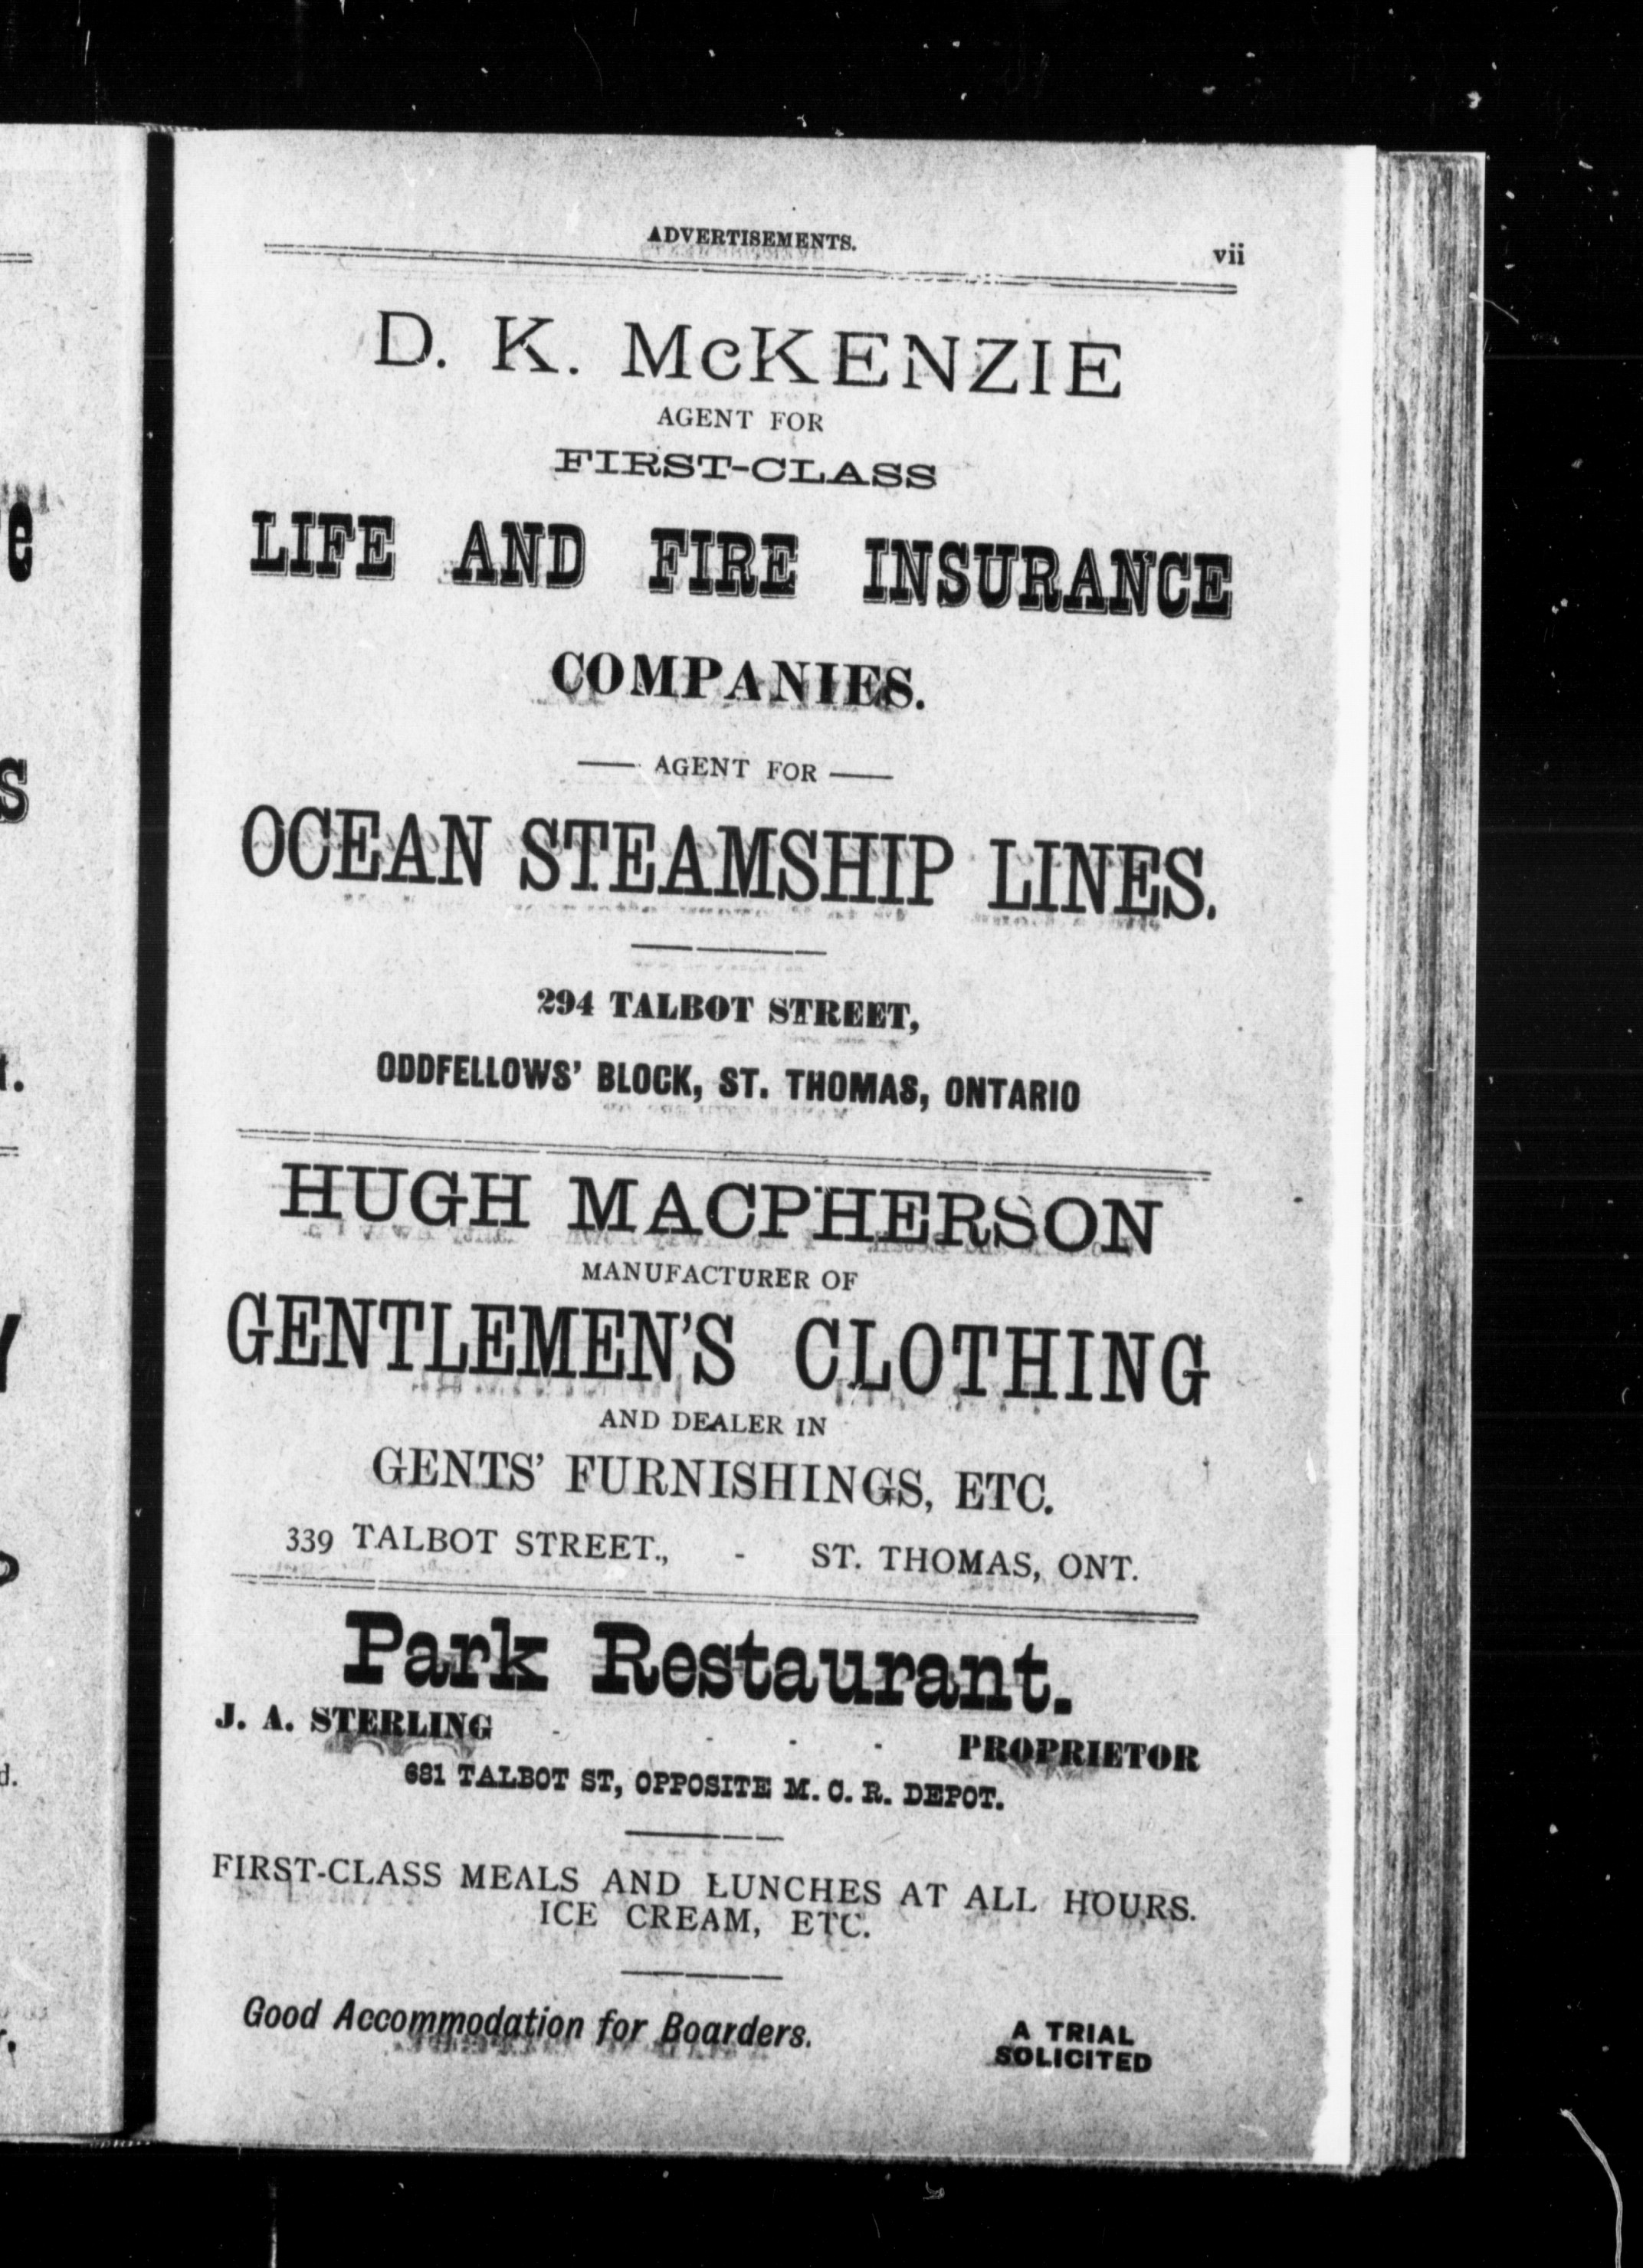 ADVERTISEMENTS. vii
D. K. McKENZIE
AGENT FOR
FIRST-CLASS
LIFE AND FIRE INSURANCE
COMPANIES.
— AGENT FOR —
OCEAN STEAMSHIP LINES.
294 TALBOT STREET,
ODDFELLOWS' BLOCK, ST. THOMAS, ONTARIO
HUGH MACPHERSON
MANUFACTURER OF
GENTLEMEN'S CLOTHING
AND DEALER IN
GENTS' FURNISHINGS, ETC.
339 TALBOT STREET., - ST. THOMAS, ONT.
Park Restaurant.
J. A. STERLING - - - - PROPRIETOR
681 TALBOT ST, OPPOSITE M. C. R. DEPOT.
FIRST-CLASS MEALS AND LUNCHES AT ALL HOURS.
ICE CREAM, ETC.
Good Accommodation for Boarders.
A TRIAL
SOLICITED